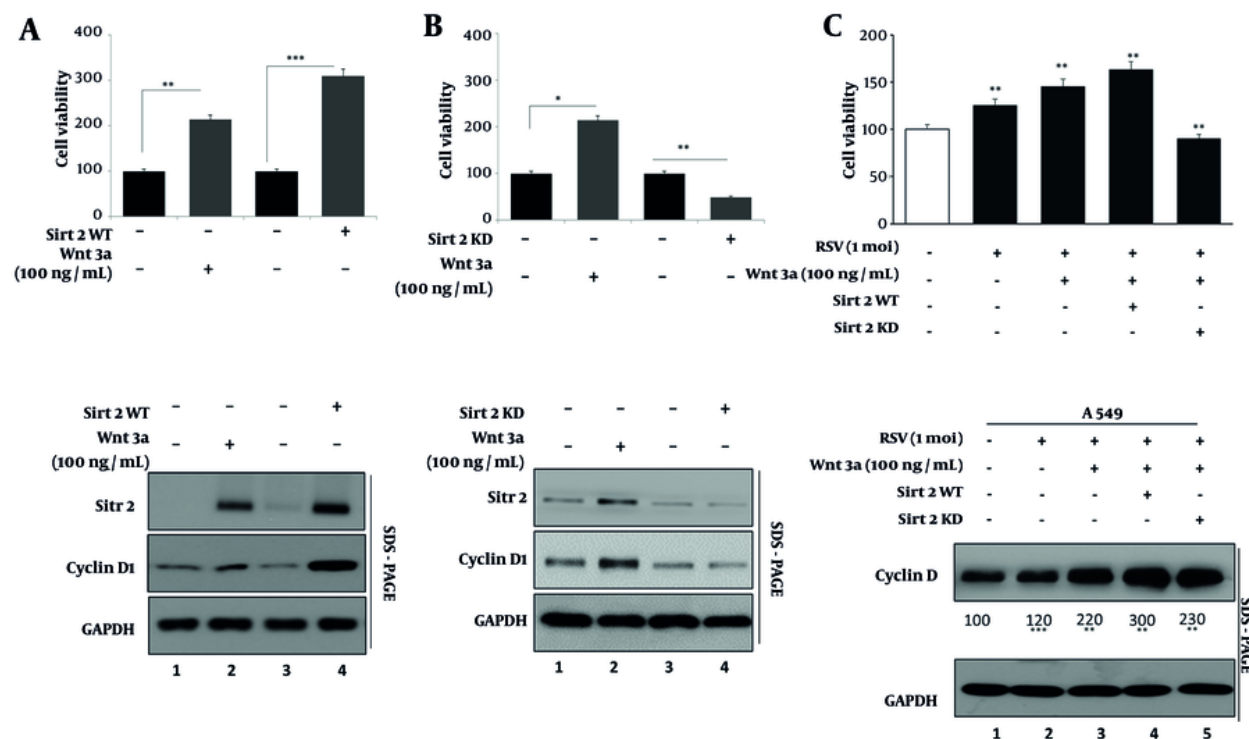 A
400
300
200
100
0
Cell viability
**
***
Sirt 2 WT – – – +
Wnt 3a
(100 ng / mL) – + – –
B
400
300
200
100
0
Cell viability
*
**
Sirt 2 KD – – – +
Wnt 3a
(100 ng / mL) – + – –
C
200
150
100
50
0
Cell viability
** ** ** **
RSV (1 moi) - + + + +
Wnt 3a (100 ng / mL) - - + + +
Sirt 2 WT - - - + -
Sirt 2 KD - - - - +
Sirt 2 WT – – – +
Wnt 3a
(100 ng / mL) – + – –
Sitr 2
Cyclin D1
GAPDH
1 2 3 4
SDS - PAGE
Sirt 2 KD – – – +
Wnt 3a
(100 ng / mL) – + – –
Sitr 2
Cyclin D1
GAPDH
1 2 3 4
SDS - PAGE
A 549
RSV (1 moi) - + + + +
Wnt 3a (100 ng / mL) - - + + +
Sirt 2 WT - - - + -
Sirt 2 KD - - - - +
Cyclin D
100 120 220 300 230
*** ** ** **
GAPDH
1 2 3 4 5
SDS - PAGE